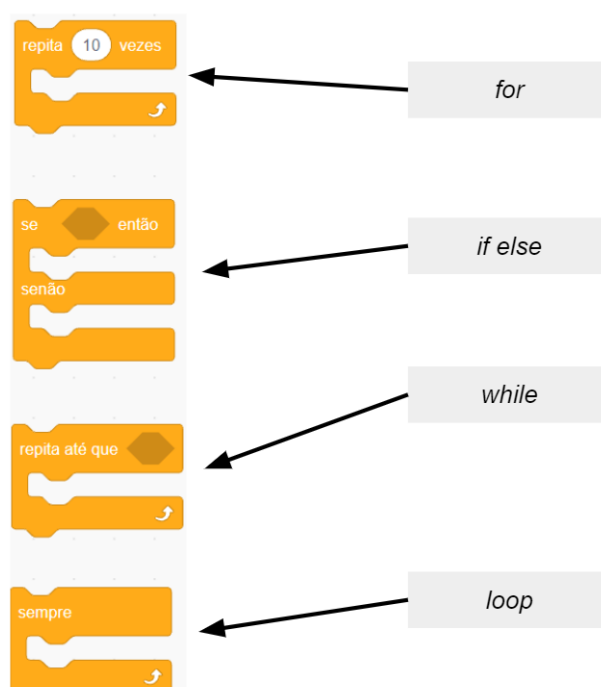 repita 10 vezes
for
se então
senão
if else
repita até que
while
sempre
loop